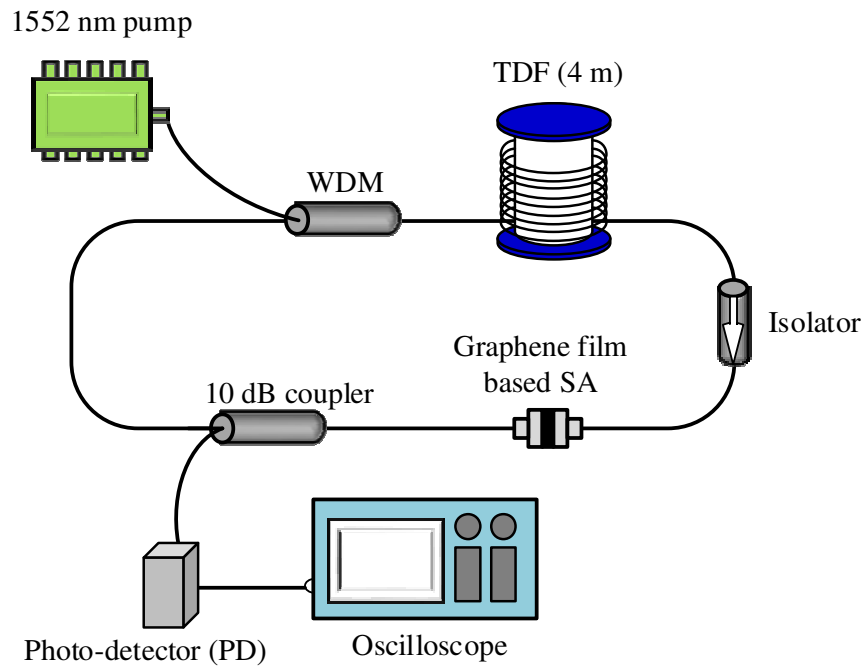 1552 nm pump
TDF (4 m)
WDM
Isolator
Graphene film
based SA
10 dB coupler
Photo-detector (PD)
Oscilloscope